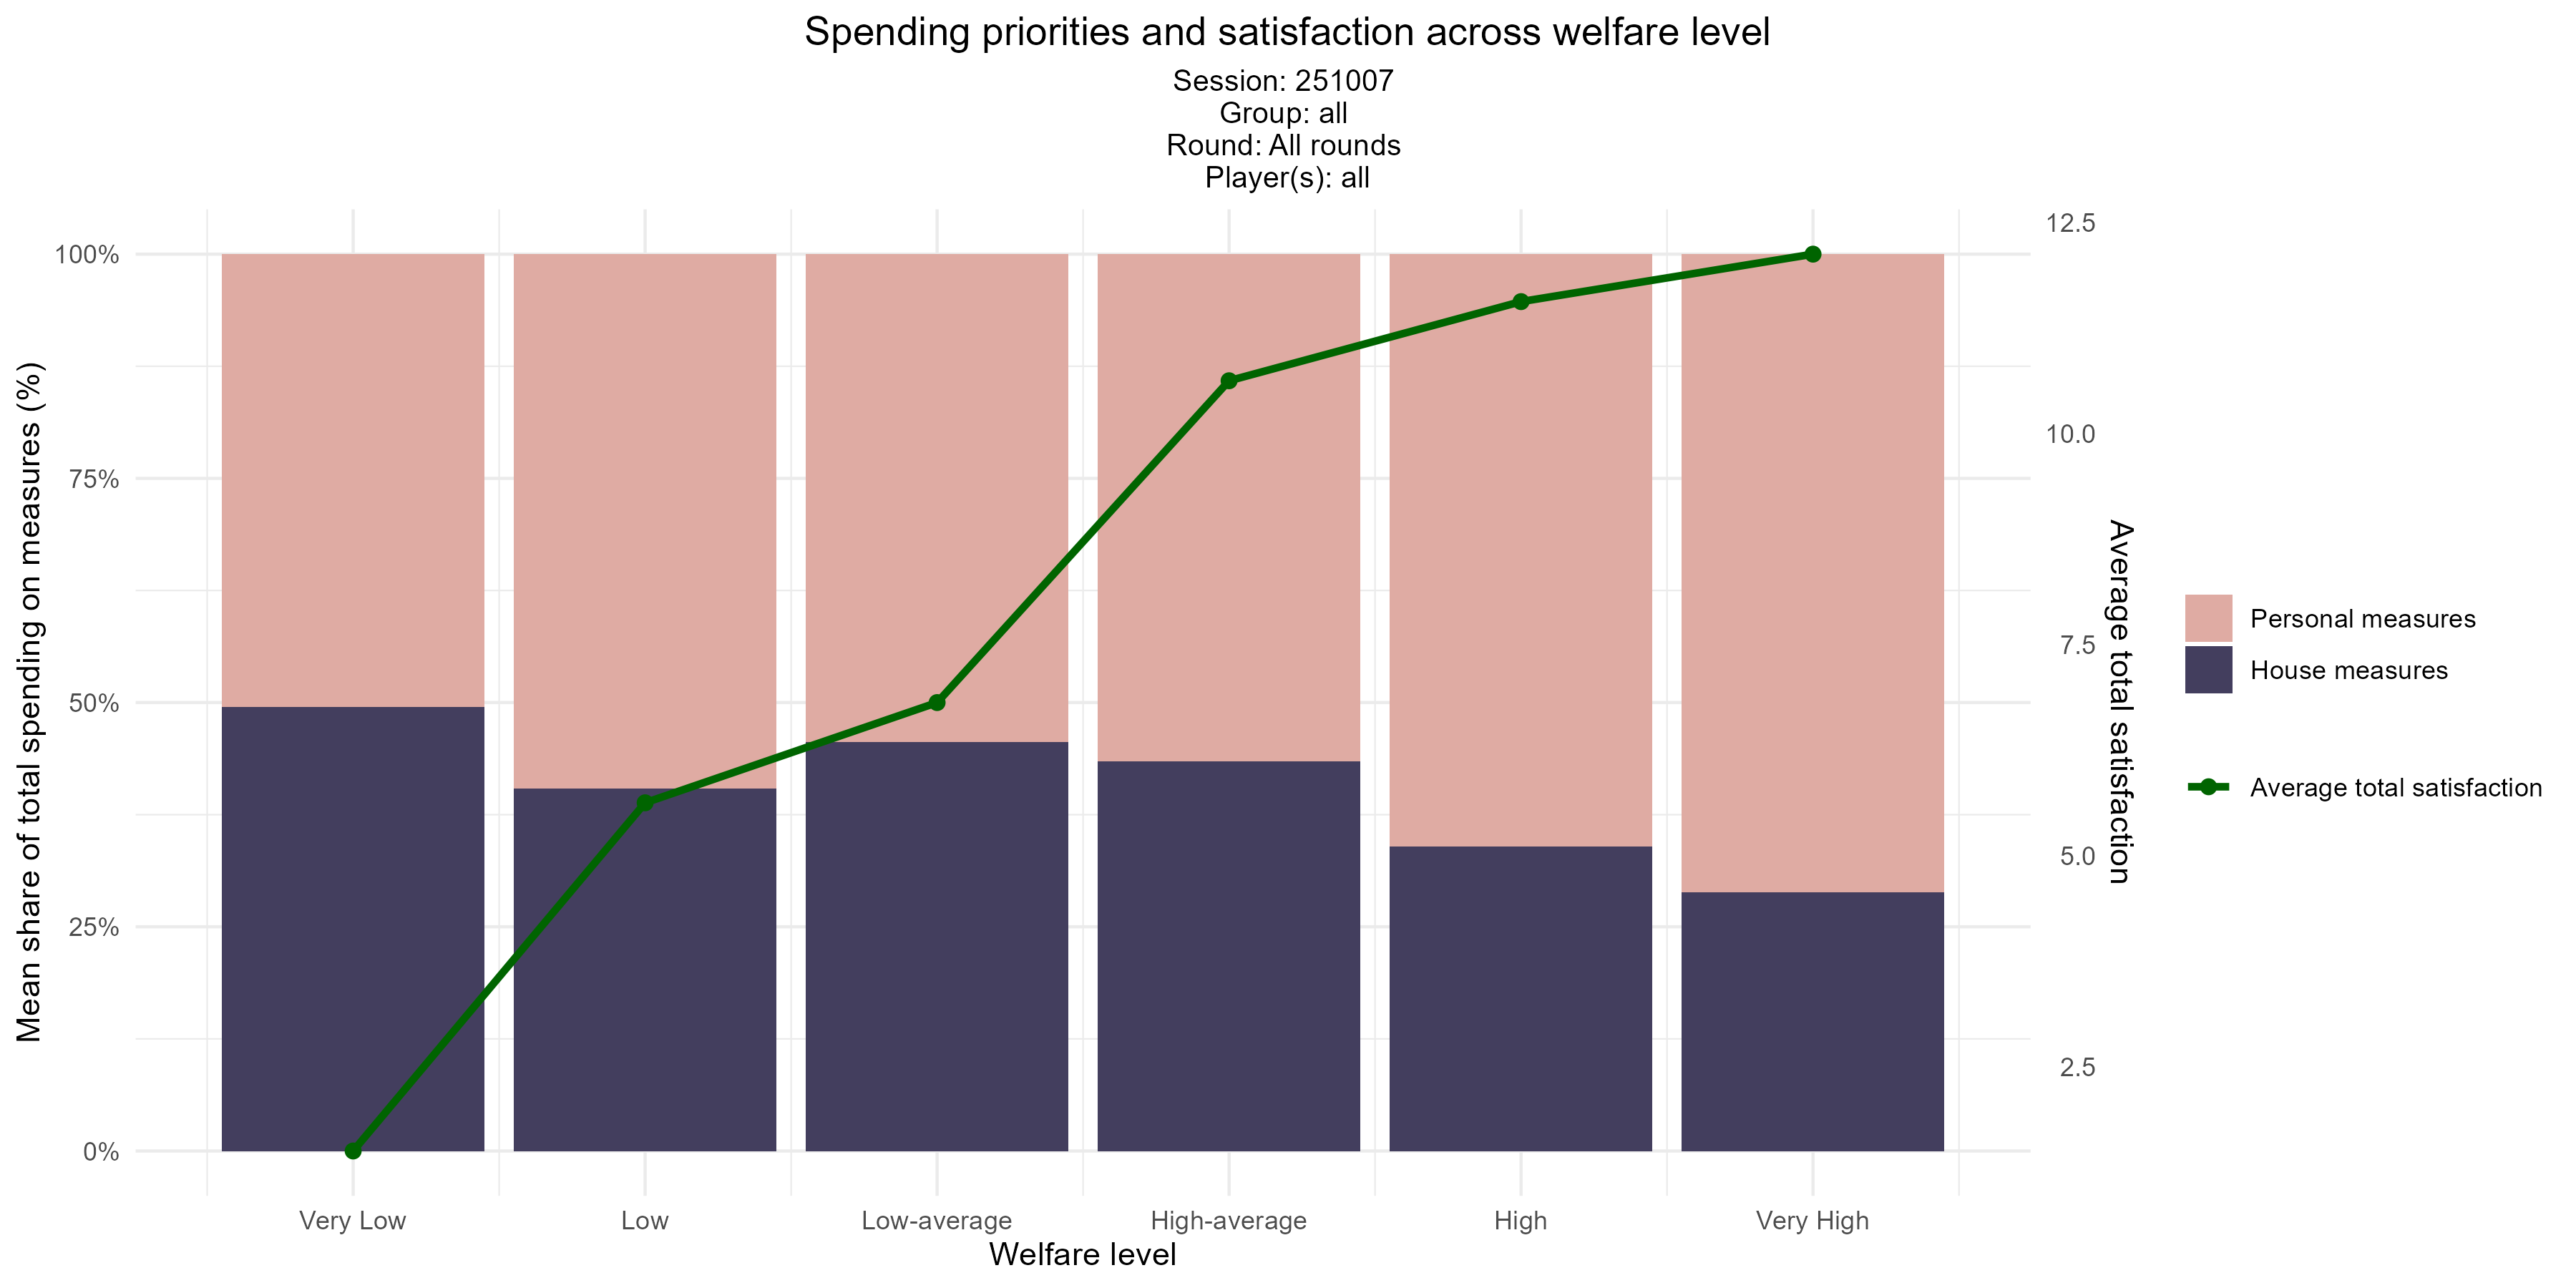 Spending priorities and satisfaction across welfare level
Session: 251007
Group: all
Round: All rounds
Player(s): all
Mean share of total spending on measures (%)
100%
75%
50%
25%
0%
12.5
10.0
7.5
5.0
2.5
Average total satisfaction
Personal measures
House measures
Average total satisfaction
Very Low
Low
Low-average
High-average
High
Very High
Welfare level